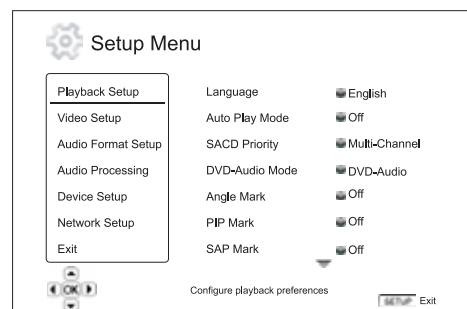 Setup Menu
Playback Setup
Video Setup
Audio Format Setup
Audio Processing
Device Setup
Network Setup
Exit
Language English
Auto Play Mode Off
SACD Priority Multi-Channel
DVD-Audio Mode DVD-Audio
Angle Mark Off
PIP Mark Off
SAP Mark Off
OK
Configure playback preferences
SETUP Exit